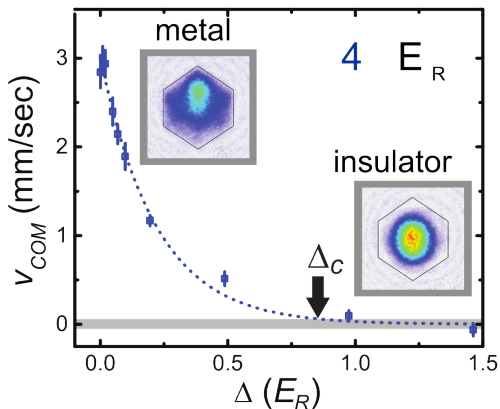 metal
4 E_R
insulator
Δ_C
3
2
1
0
v_COM (mm/sec)
0.0 0.5 1.0 1.5
Δ (E_R)